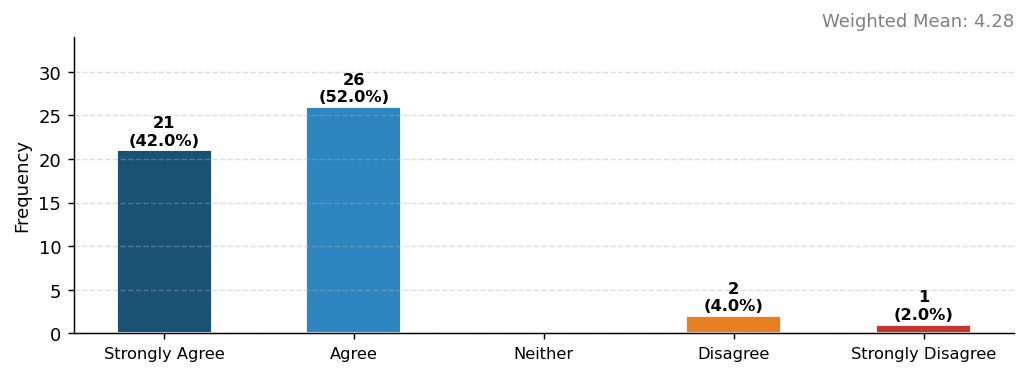 Weighted Mean: 4.28
Frequency
30
25
20
15
10
5
0
21
(42.0%)
26
(52.0%)
2
(4.0%)
1
(2.0%)
Strongly Agree
Agree
Neither
Disagree
Strongly Disagree